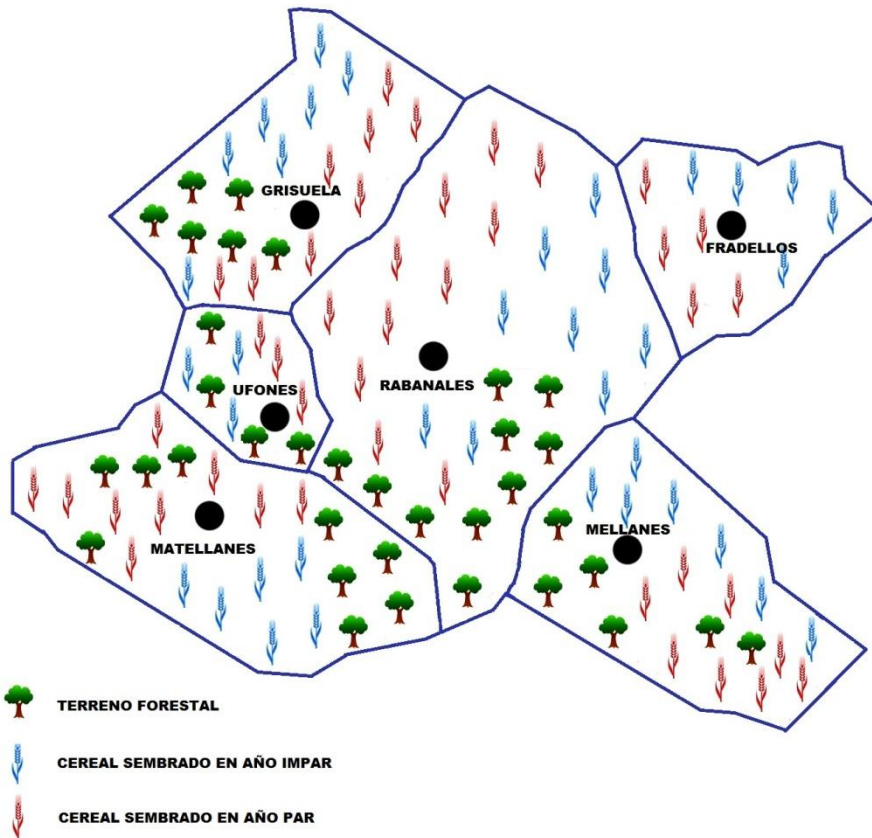 GRISUELA
FRADELLOS
RABANALES
UFONES
MATELLANES
MELLANES
TERRENO FORESTAL
CEREAL SEMBRADO EN AÑO IMPAR
CEREAL SEMBRADO EN AÑO PAR